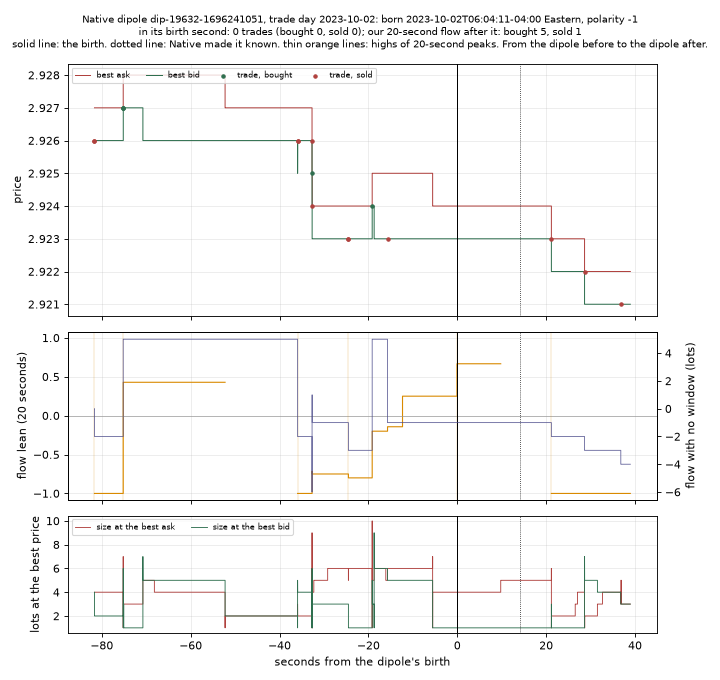 Native dipole dip-19632-1696241051, trade day 2023-10-02: born 2023-10-02T06:04:11-04:00 Eastern, polarity -1
in its birth second: 0 trades (bought 0, sold 0); our 20-second flow after it: bought 5, sold 1
solid line: the birth. dotted line: Native made it known. thin orange lines: highs of 20-second peaks. From the dipole before to the dipole after.
best ask best bid trade, bought trade, sold
2.928
2.927
2.926
2.925
2.924
2.923
2.922
2.921
price
1.0
0.5
0.0
−0.5
−1.0
flow lean (20 seconds)
4
2
0
−2
−4
−6
flow with no window (lots)
size at the best ask size at the best bid
10
8
6
4
2
lots at the best price
−80 −60 −40 −20 0 20 40
seconds from the dipole's birth